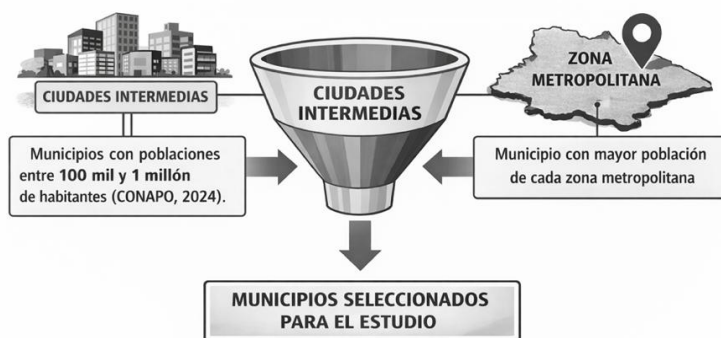 CIUDADES INTERMEDIAS
Municipios con poblaciones
entre 100 mil y 1 millón
de habitantes (CONAPO, 2024).
CIUDADES
INTERMEDIAS
ZONA
METROPOLITANA
Municipio con mayor población
de cada zona metropolitana
MUNICIPIOS SELECCIONADOS
PARA EL ESTUDIO